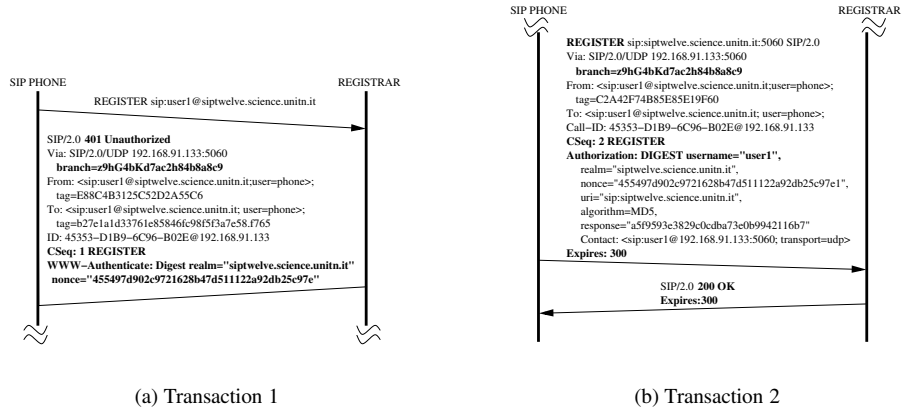 SIP PHONE
REGISTRAR
REGISTER sip:user1@siptwelve.science.unitn.it
SIP/2.0 401 Unauthorized
Via: SIP/2.0/UDP 192.168.91.133:5060
branch=z9hG4bKd7ac2h84b8a8c9
From: <sip:user1@siptwelve.science.unitn.it;user=phone>;
tag=E88C4B3125C52D2A55C6
To: <sip:user1@siptwelve.science.unitn.it; user=phone>;
tag=b27e1a1d33761e85846fc98f5f3a7e58.f765
ID: 45353−D1B9−6C96−B02E@192.168.91.133
CSeq: 1 REGISTER
WWW−Authenticate: Digest realm="siptwelve.science.unitn.it"
nonce="455497d902c9721628b47d511122a92db25c97e"
(a) Transaction 1
SIP PHONE
REGISTRAR
REGISTER sip:siptwelve.science.unitn.it:5060 SIP/2.0
Via: SIP/2.0/UDP 192.168.91.133:5060
branch=z9hG4bKd7ac2h84b8a8c9
From: <sip:user1@siptwelve.science.unitn.it;user=phone>;
tag=C2A42F74B85E85E19F60
To: <sip:user1@siptwelve.science.unitn.it; user=phone>;
Call−ID: 45353−D1B9−6C96−B02E@192.168.91.133
CSeq: 2 REGISTER
Authorization: DIGEST username="user1",
realm="siptwelve.science.unitn.it",
nonce="455497d902c9721628b47d511122a92db25c97e1",
uri="sip:siptwelve.science.unitn.it",
algorithm=MD5,
response="a5f9593e3829c0cdba73e0b9942116b7"
Contact: <sip:user1@192.168.91.133:5060; transport=udp>
Expires: 300
SIP/2.0 200 OK
Expires:300
(b) Transaction 2